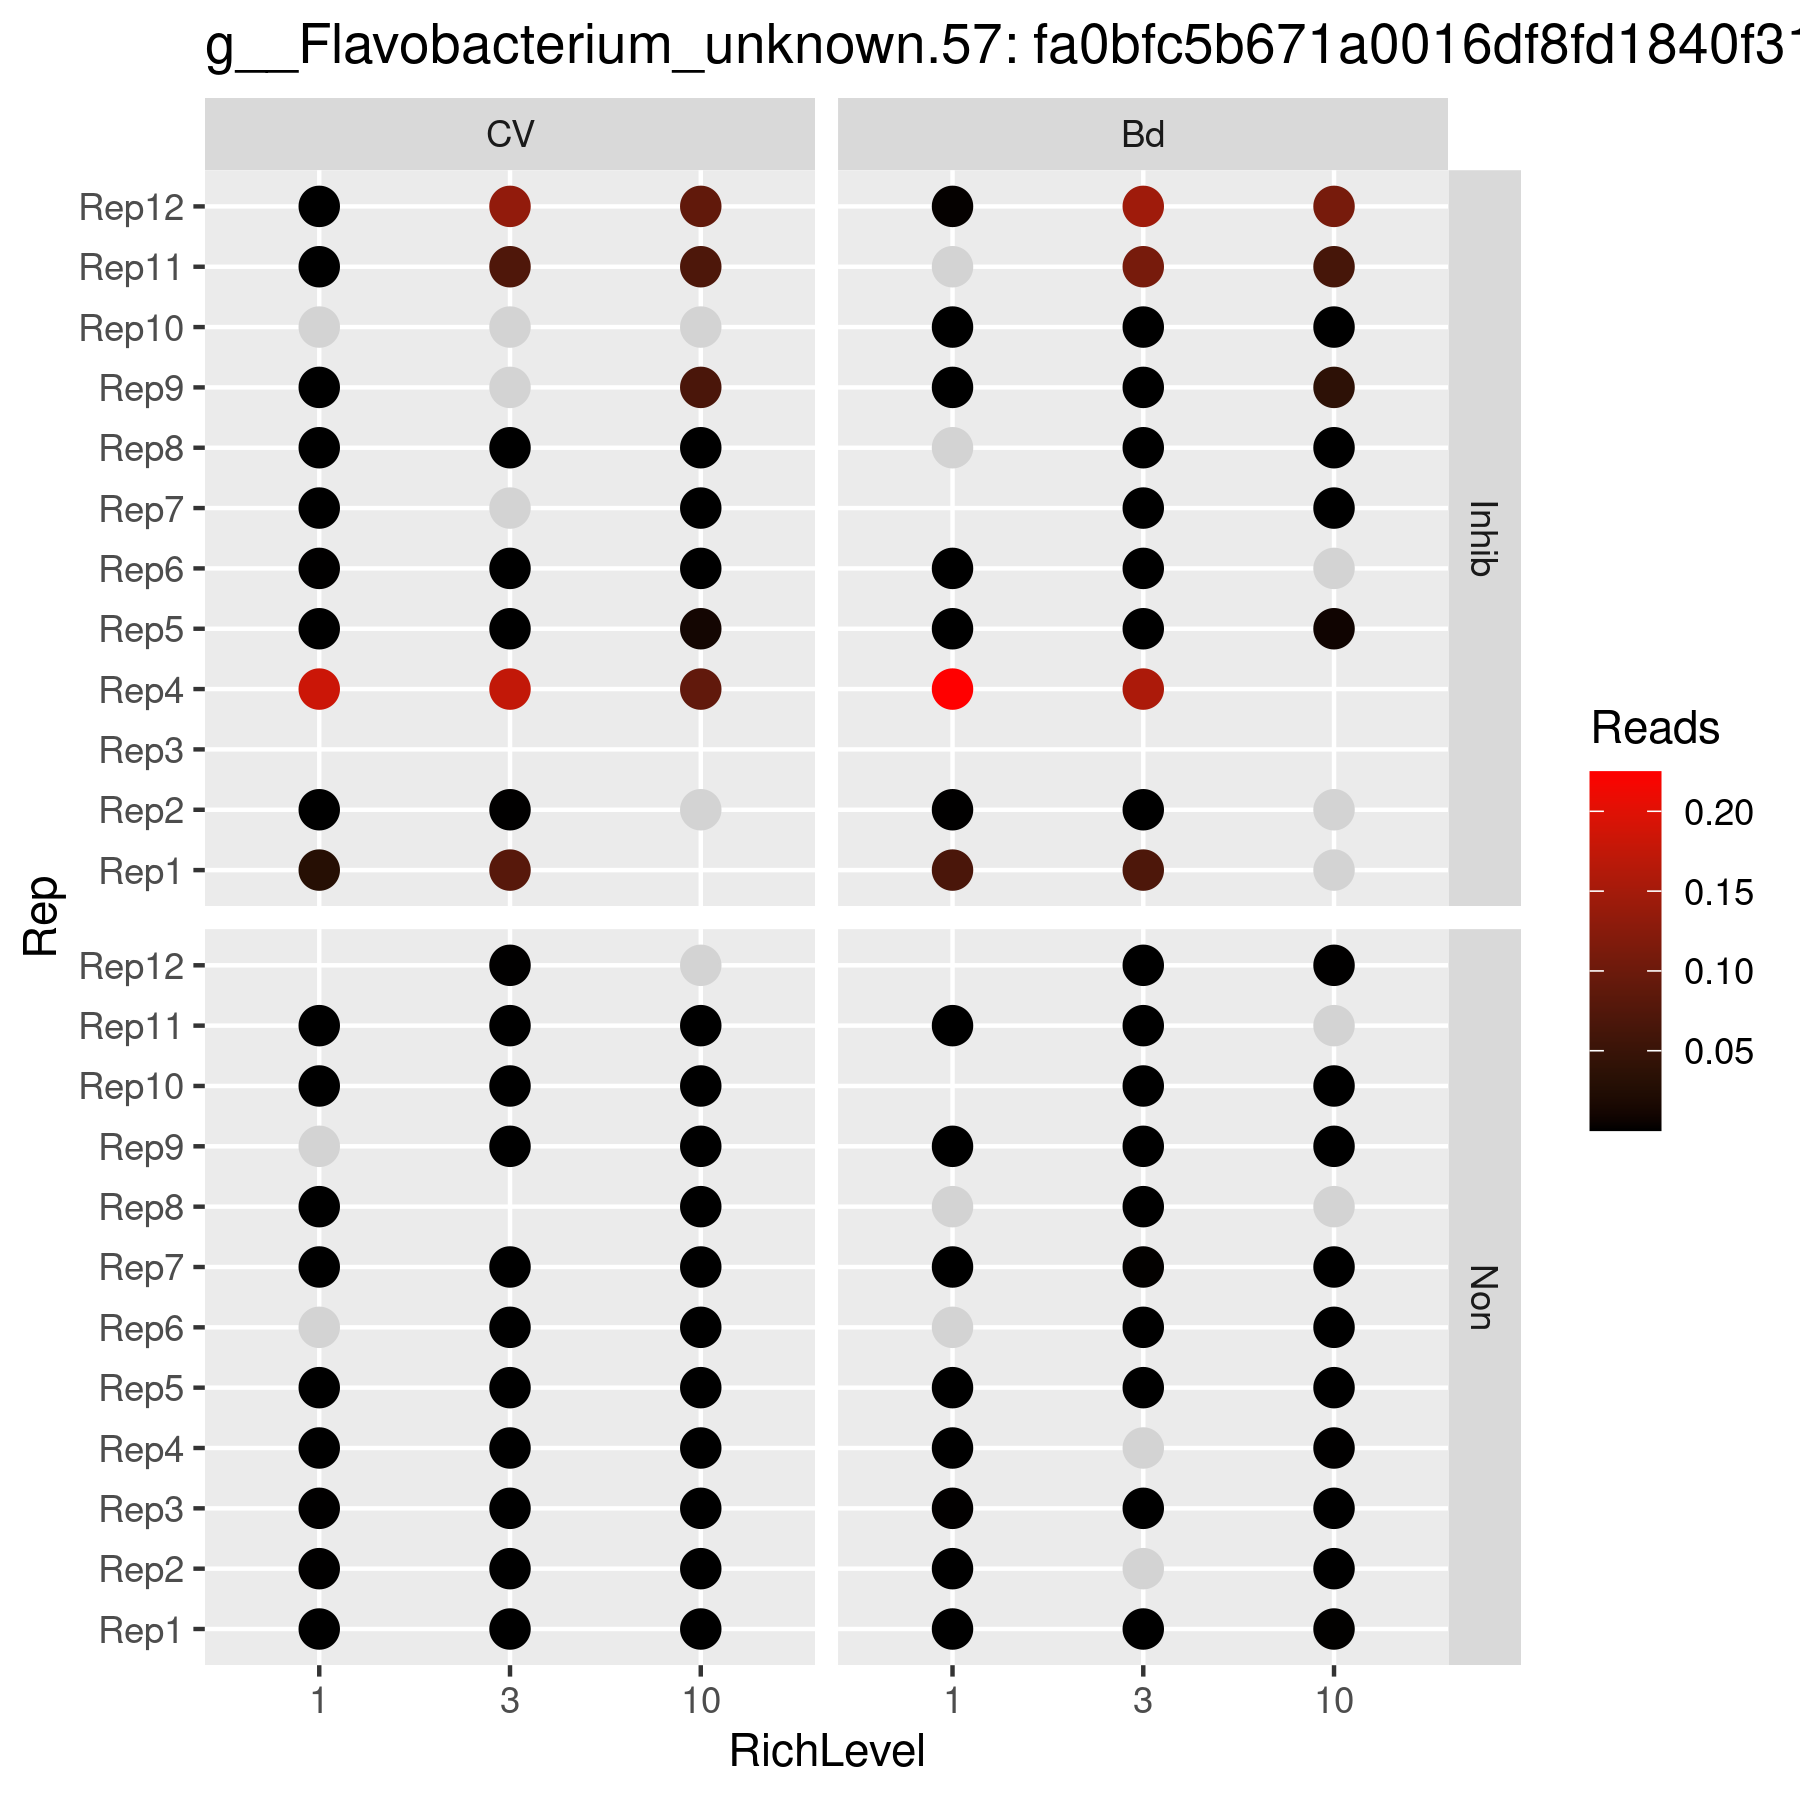 g__Flavobacterium_unknown.57: fa0bfc5b671a0016df8fd1840f31
CV
Bd
Rep12
Rep11
Rep10
Rep9
Rep8
Rep7
Rep6
Rep5
Rep4
Rep3
Rep2
Rep1
Inhib
Rep12
Rep11
Rep10
Rep9
Rep8
Rep7
Rep6
Rep5
Rep4
Rep3
Rep2
Rep1
Non
Rep
1 3 10
1 3 10
RichLevel
Reads
0.20
0.15
0.10
0.05